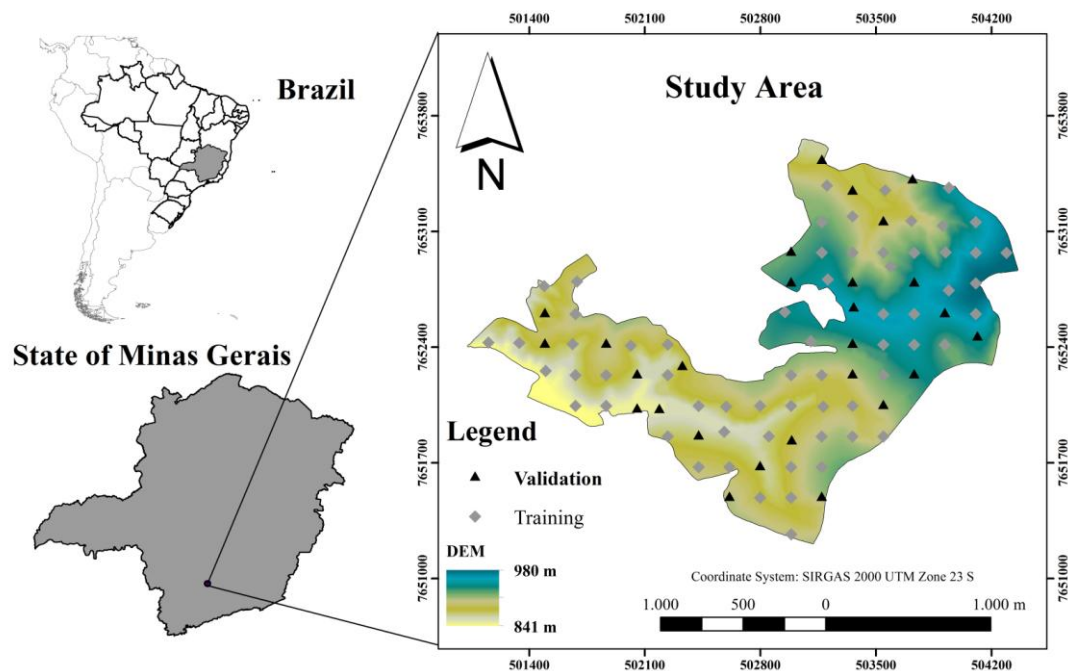 501400 502100 502800 503500 504200
Brazil
Study Area
N
7653800
7653100
7652400
7651700
7651000
7653800
7653100
7652400
7651700
7651000
State of Minas Gerais
Legend
Validation
Training
DEM
980 m
841 m
Coordinate System: SIRGAS 2000 UTM Zone 23 S
1.000 500 0 1.000 m
501400 502100 502800 503500 504200